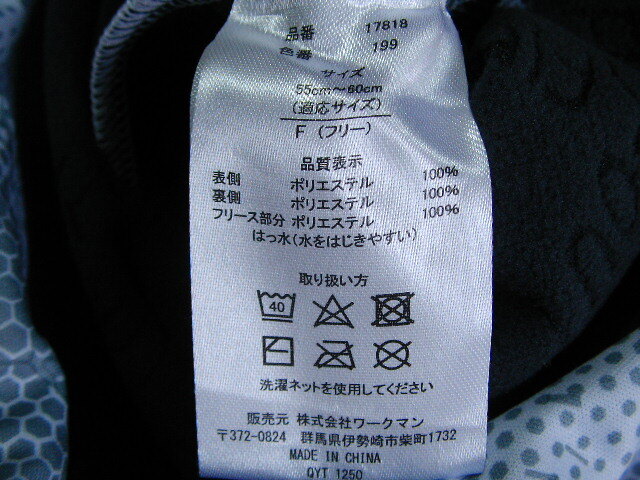 品番 17818
色番 199
サイズ
55cm～60cm
(適応サイズ)
F (フリー)
品質表示
表側 ポリエステル 100%
裏側 ポリエステル 100%
フリース部分 ポリエステル 100%
はっ水(水をはじきやすい)
取り扱い方
40
洗濯ネットを使用してください
販売元 株式会社ワークマン
〒372-0824 群馬県伊勢崎市柴町1732
MADE IN CHINA
QYT 1250